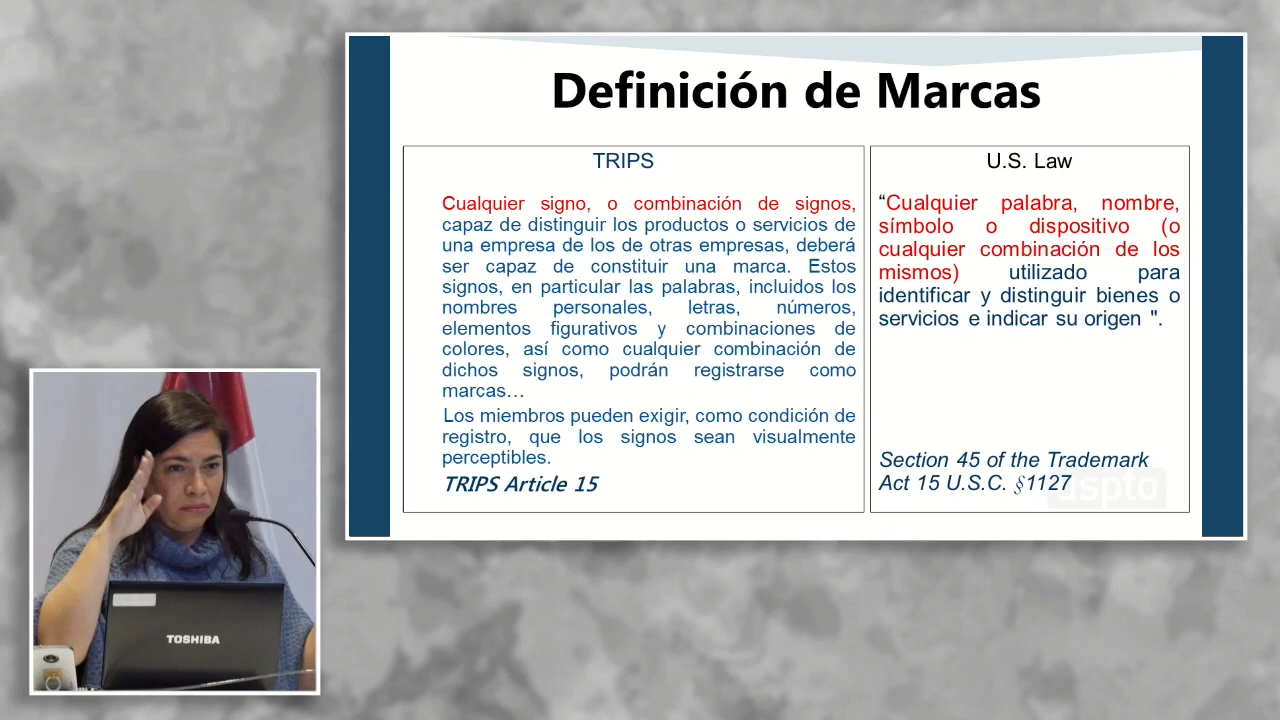 Definición de Marcas
TRIPS
Cualquier signo, o combinación de signos,
capaz de distinguir los productos o servicios de
una empresa de los de otras empresas, deberá
ser capaz de constituir una marca. Estos
signos, en particular las palabras, incluidos los
nombres personales, letras, números,
elementos figurativos y combinaciones de
colores, así como cualquier combinación de
dichos signos, podrán registrarse como
marcas…
Los miembros pueden exigir, como condición de
registro, que los signos sean visualmente
perceptibles.
TRIPS Article 15
U.S. Law
“Cualquier palabra, nombre,
símbolo o dispositivo (o
cualquier combinación de los
mismos) utilizado para
identificar y distinguir bienes o
servicios e indicar su origen ".
Section 45 of the Trademark
Act 15 U.S.C. §1127
uspto
TOSHIBA